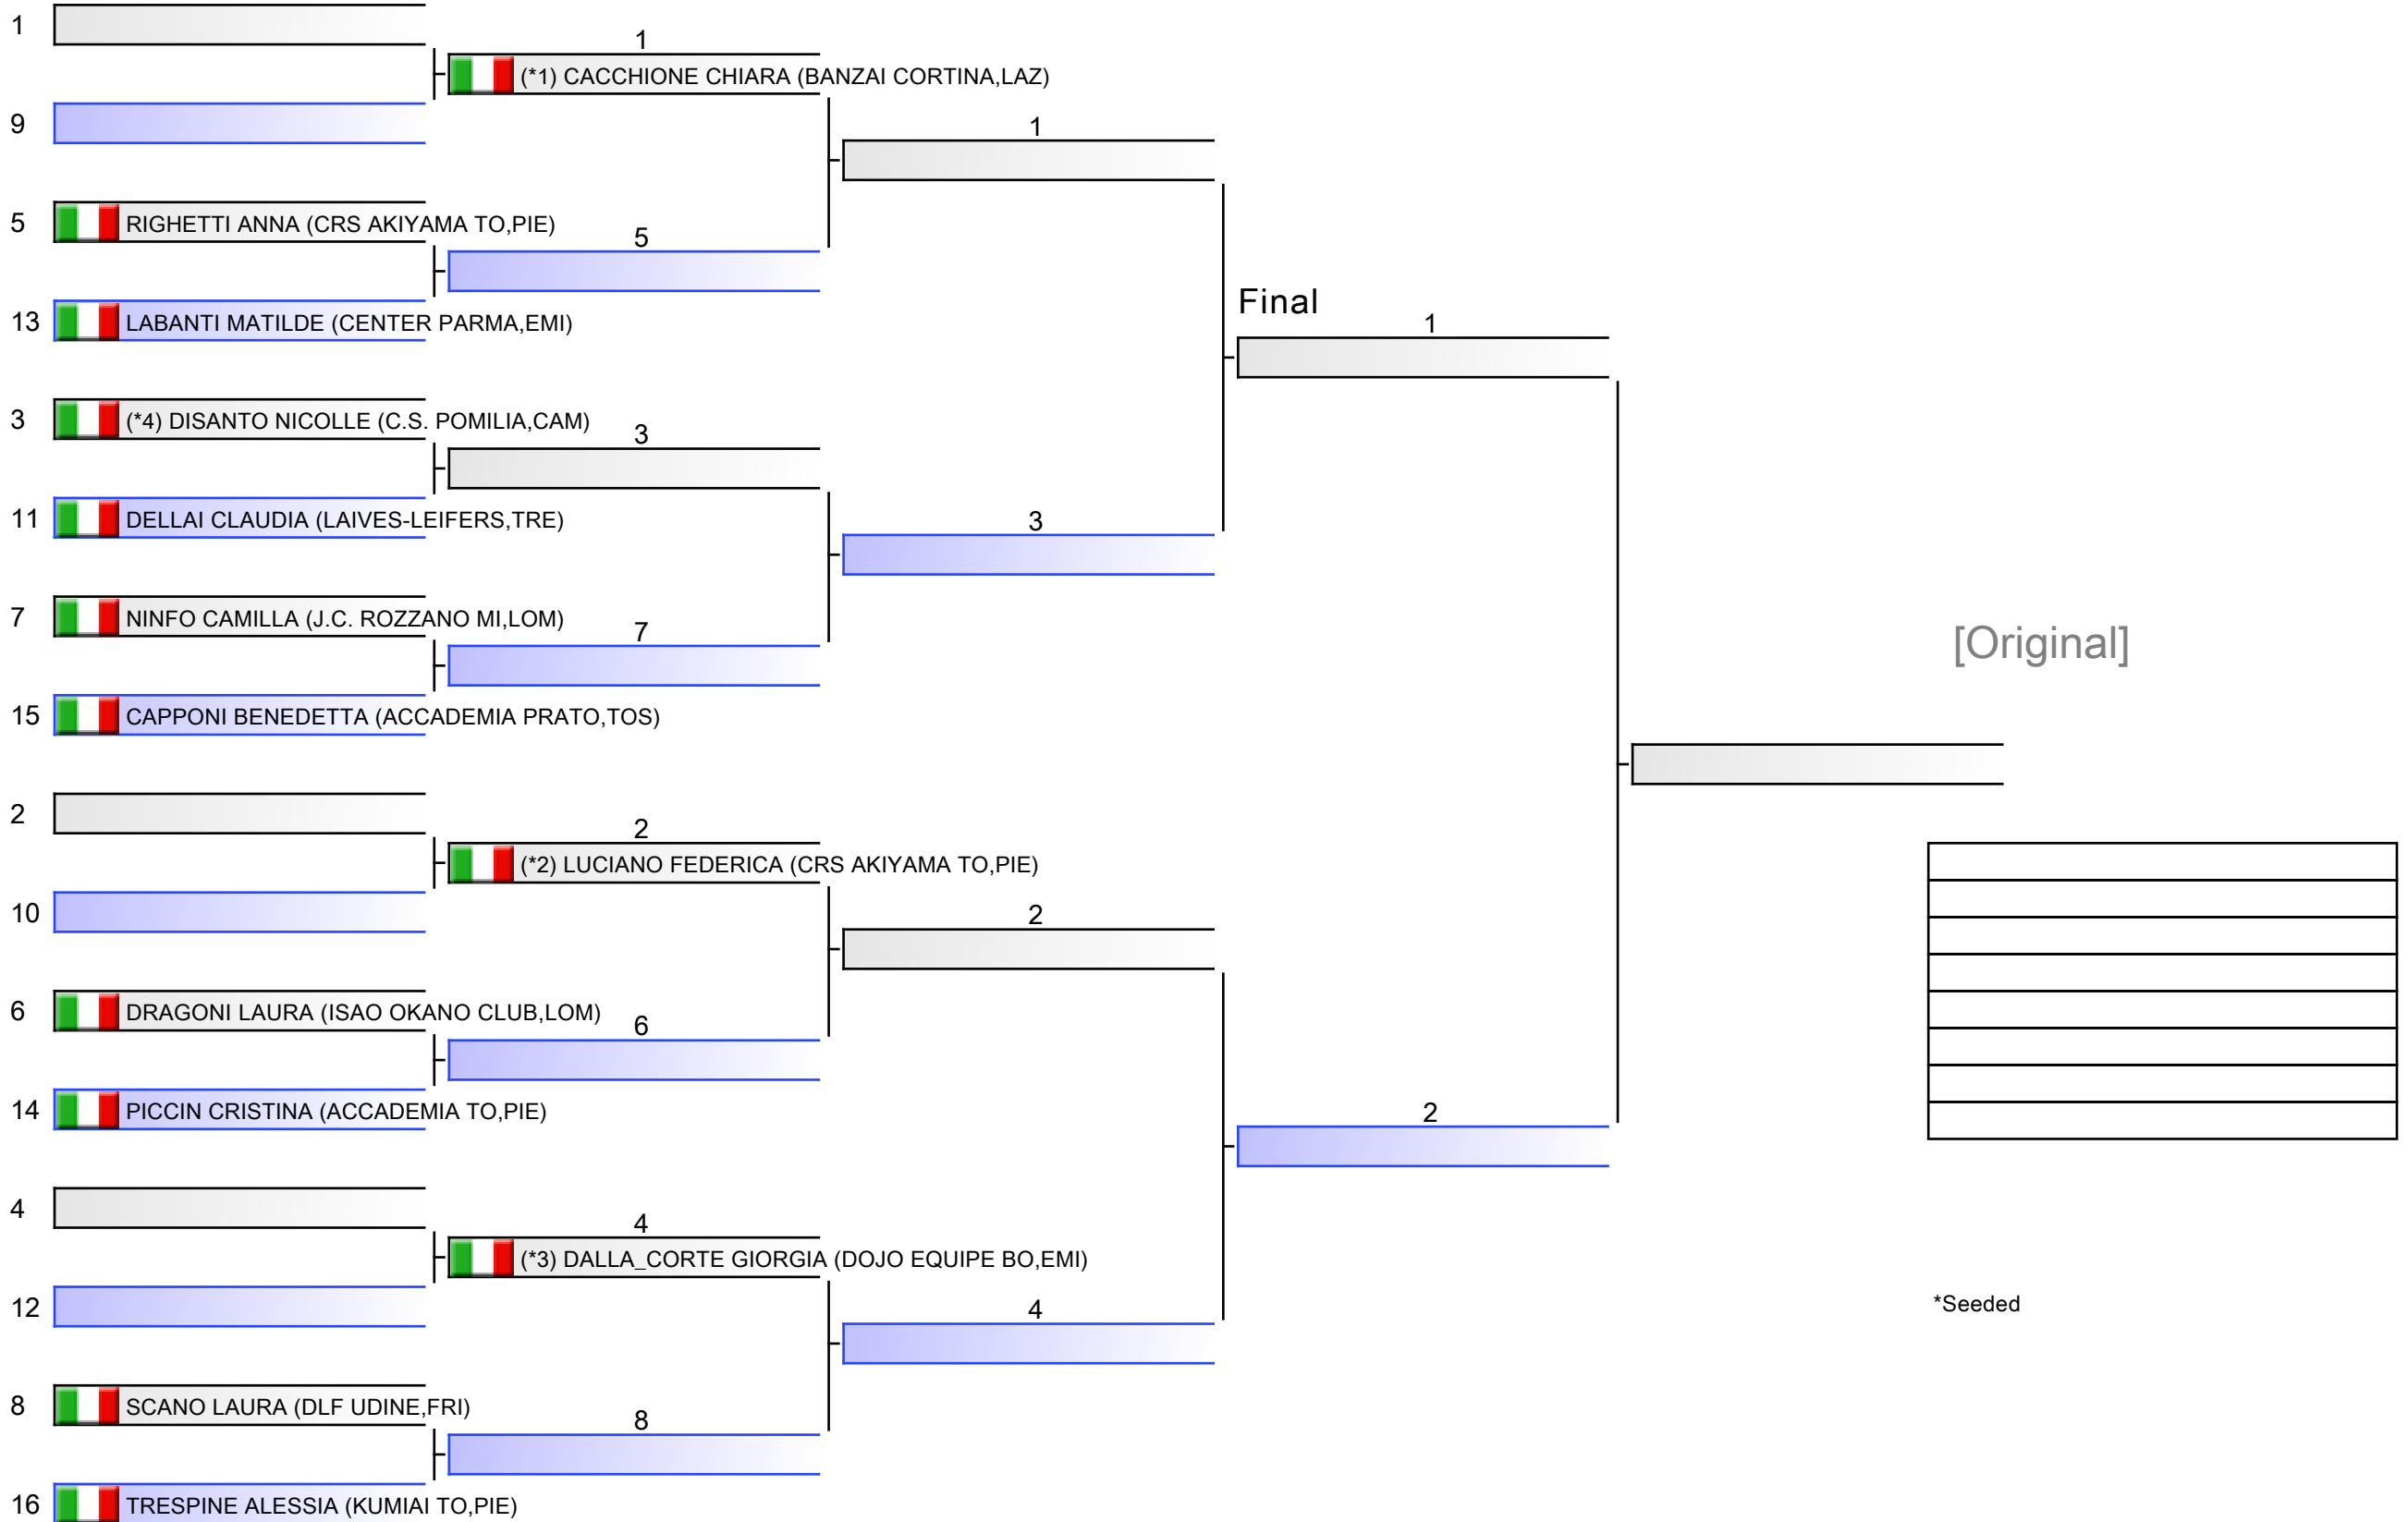 1
1
(*1) CACCHIONE CHIARA (BANZAI CORTINA,LAZ)
9
1
5
RIGHETTI ANNA (CRS AKIYAMA TO,PIE)
5
13
LABANTI MATILDE (CENTER PARMA,EMI)
Final
1
3
(*4) DISANTO NICOLLE (C.S. POMILIA,CAM)
3
11
DELLAI CLAUDIA (LAIVES-LEIFERS,TRE)
3
7
NINFO CAMILLA (J.C. ROZZANO MI,LOM)
7
[Original]
15
CAPPONI BENEDETTA (ACCADEMIA PRATO,TOS)
2
2
(*2) LUCIANO FEDERICA (CRS AKIYAMA TO,PIE)
10
2
6
DRAGONI LAURA (ISAO OKANO CLUB,LOM)
6
14
PICCIN CRISTINA (ACCADEMIA TO,PIE)
2
4
4
(*3) DALLA_CORTE GIORGIA (DOJO EQUIPE BO,EMI)
12
4
*Seeded
8
SCANO LAURA (DLF UDINE,FRI)
8
16
TRESPINE ALESSIA (KUMIAI TO,PIE)